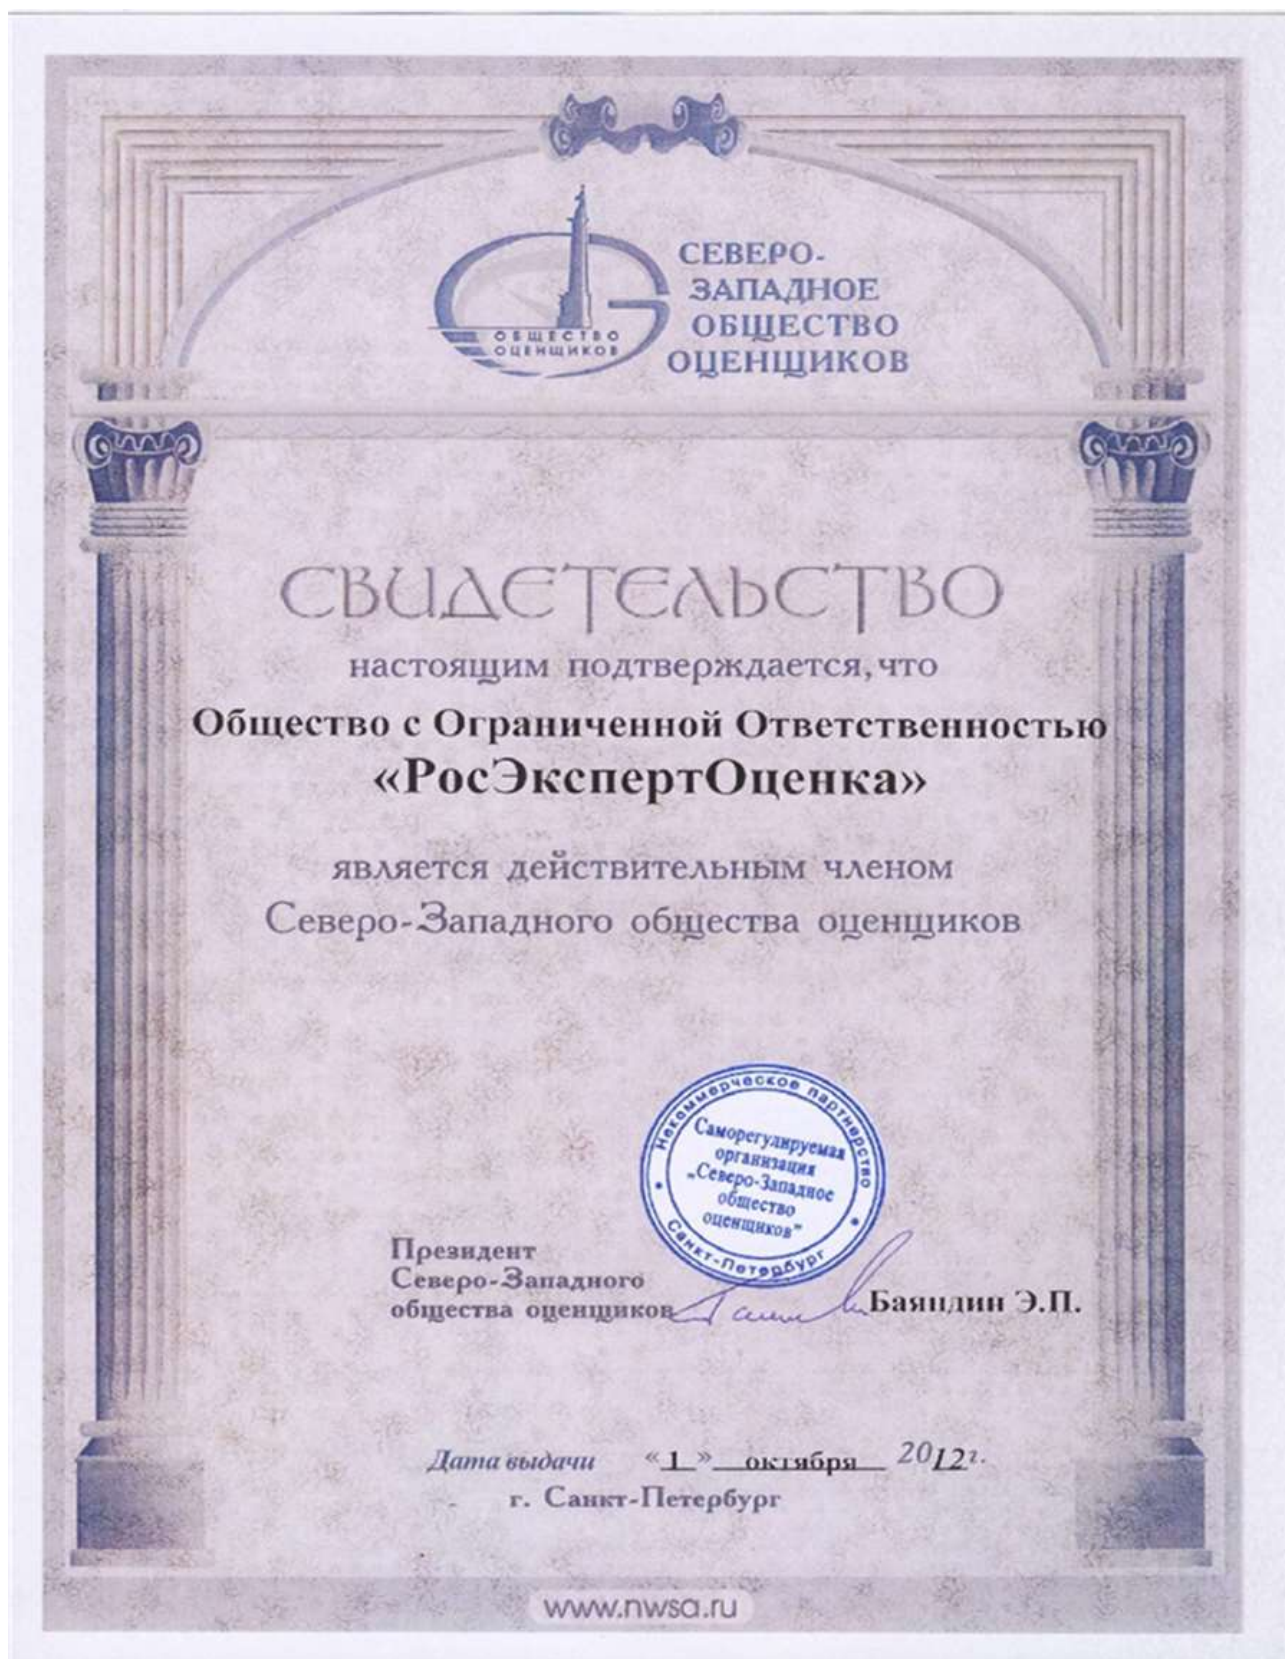 СЕВЕРО-
ЗАПАДНОЕ
ОБЩЕСТВО
ОЦЕНЩИКОВ
ОБЩЕСТВО
ОЦЕНЩИКОВ
СВИДЕТЕЛЬСТВО
настоящим подтверждается, что
Общество с Ограниченной Ответственностью
«РосЭкспертОценка»
является действительным членом
Северо-Западного общества оценщиков
Некоммерческое партнерство
Саморегулируемая
организация
„Северо-Западное
общество
оценщиков”
Санкт-Петербург
Президент
Северо-Западного
общества оценщиков
Баяндин Э.П.
Дата выдачи « 1 » октября 2012г.
г. Санкт-Петербург
www.nwsa.ru